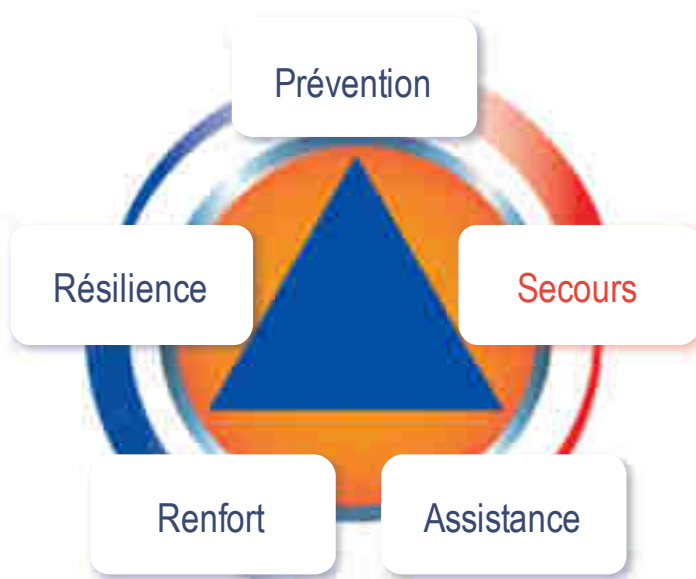 Prévention
Résilience
Secours
Renfort
Assistance